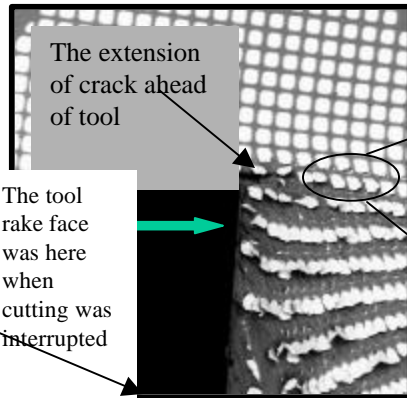 The extension
of crack ahead
of tool
The tool
rake face
was here
when
cutting was
interrupted